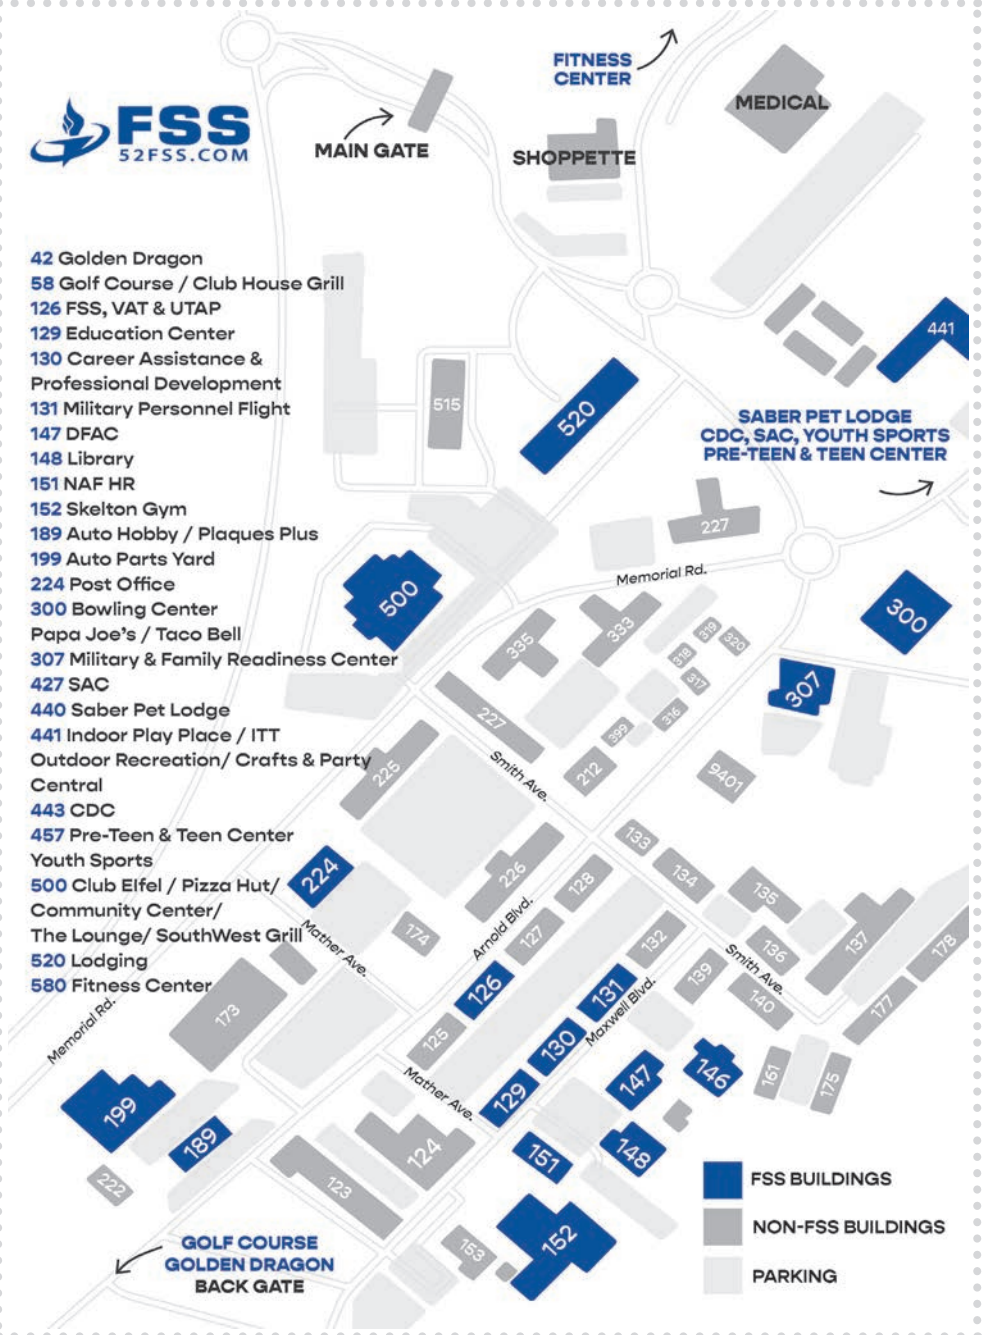 FITNESS
CENTER
MEDICAL
FSS
52FSS.COM
MAIN GATE
SHOPPETTE
42 Golden Dragon
58 Golf Course / Club House Grill
126 FSS, VAT & UTAP
129 Education Center
130 Career Assistance &
Professional Development
131 Military Personnel Flight
147 DFAC
148 Library
151 NAF HR
152 Skelton Gym
189 Auto Hobby / Plaques Plus
199 Auto Parts Yard
224 Post Office
300 Bowling Center
Papa Joe's / Taco Bell
307 Military & Family Readiness Center
427 SAC
440 Saber Pet Lodge
441 Indoor Play Place / ITT
Outdoor Recreation/ Crafts & Party
Central
443 CDC
457 Pre-Teen & Teen Center
Youth Sports
500 Club Elfel / Pizza Hut/
Community Center/
The Lounge/ SouthWest Grill
520 Lodging
580 Fitness Center
441
515
520
SABER PET LODGE
CDC, SAC, YOUTH SPORTS
PRE-TEEN & TEEN CENTER
227
Memorial Rd.
500
300
335
333
319
320
318
317
307
316
399
227
212
9401
Smith Ave.
225
133
134
135
224
226
128
Arnold Blvd.
127
174
132
136
137
178
Mather Ave.
Smith Ave.
139
140
177
126
131
Maxwell Blvd.
173
125
130
Memorial Rd.
129
147
146
161
175
Mather Ave.
199
189
124
151
148
222
123
152
153
FSS BUILDINGS
NON-FSS BUILDINGS
PARKING
GOLF COURSE
GOLDEN DRAGON
BACK GATE